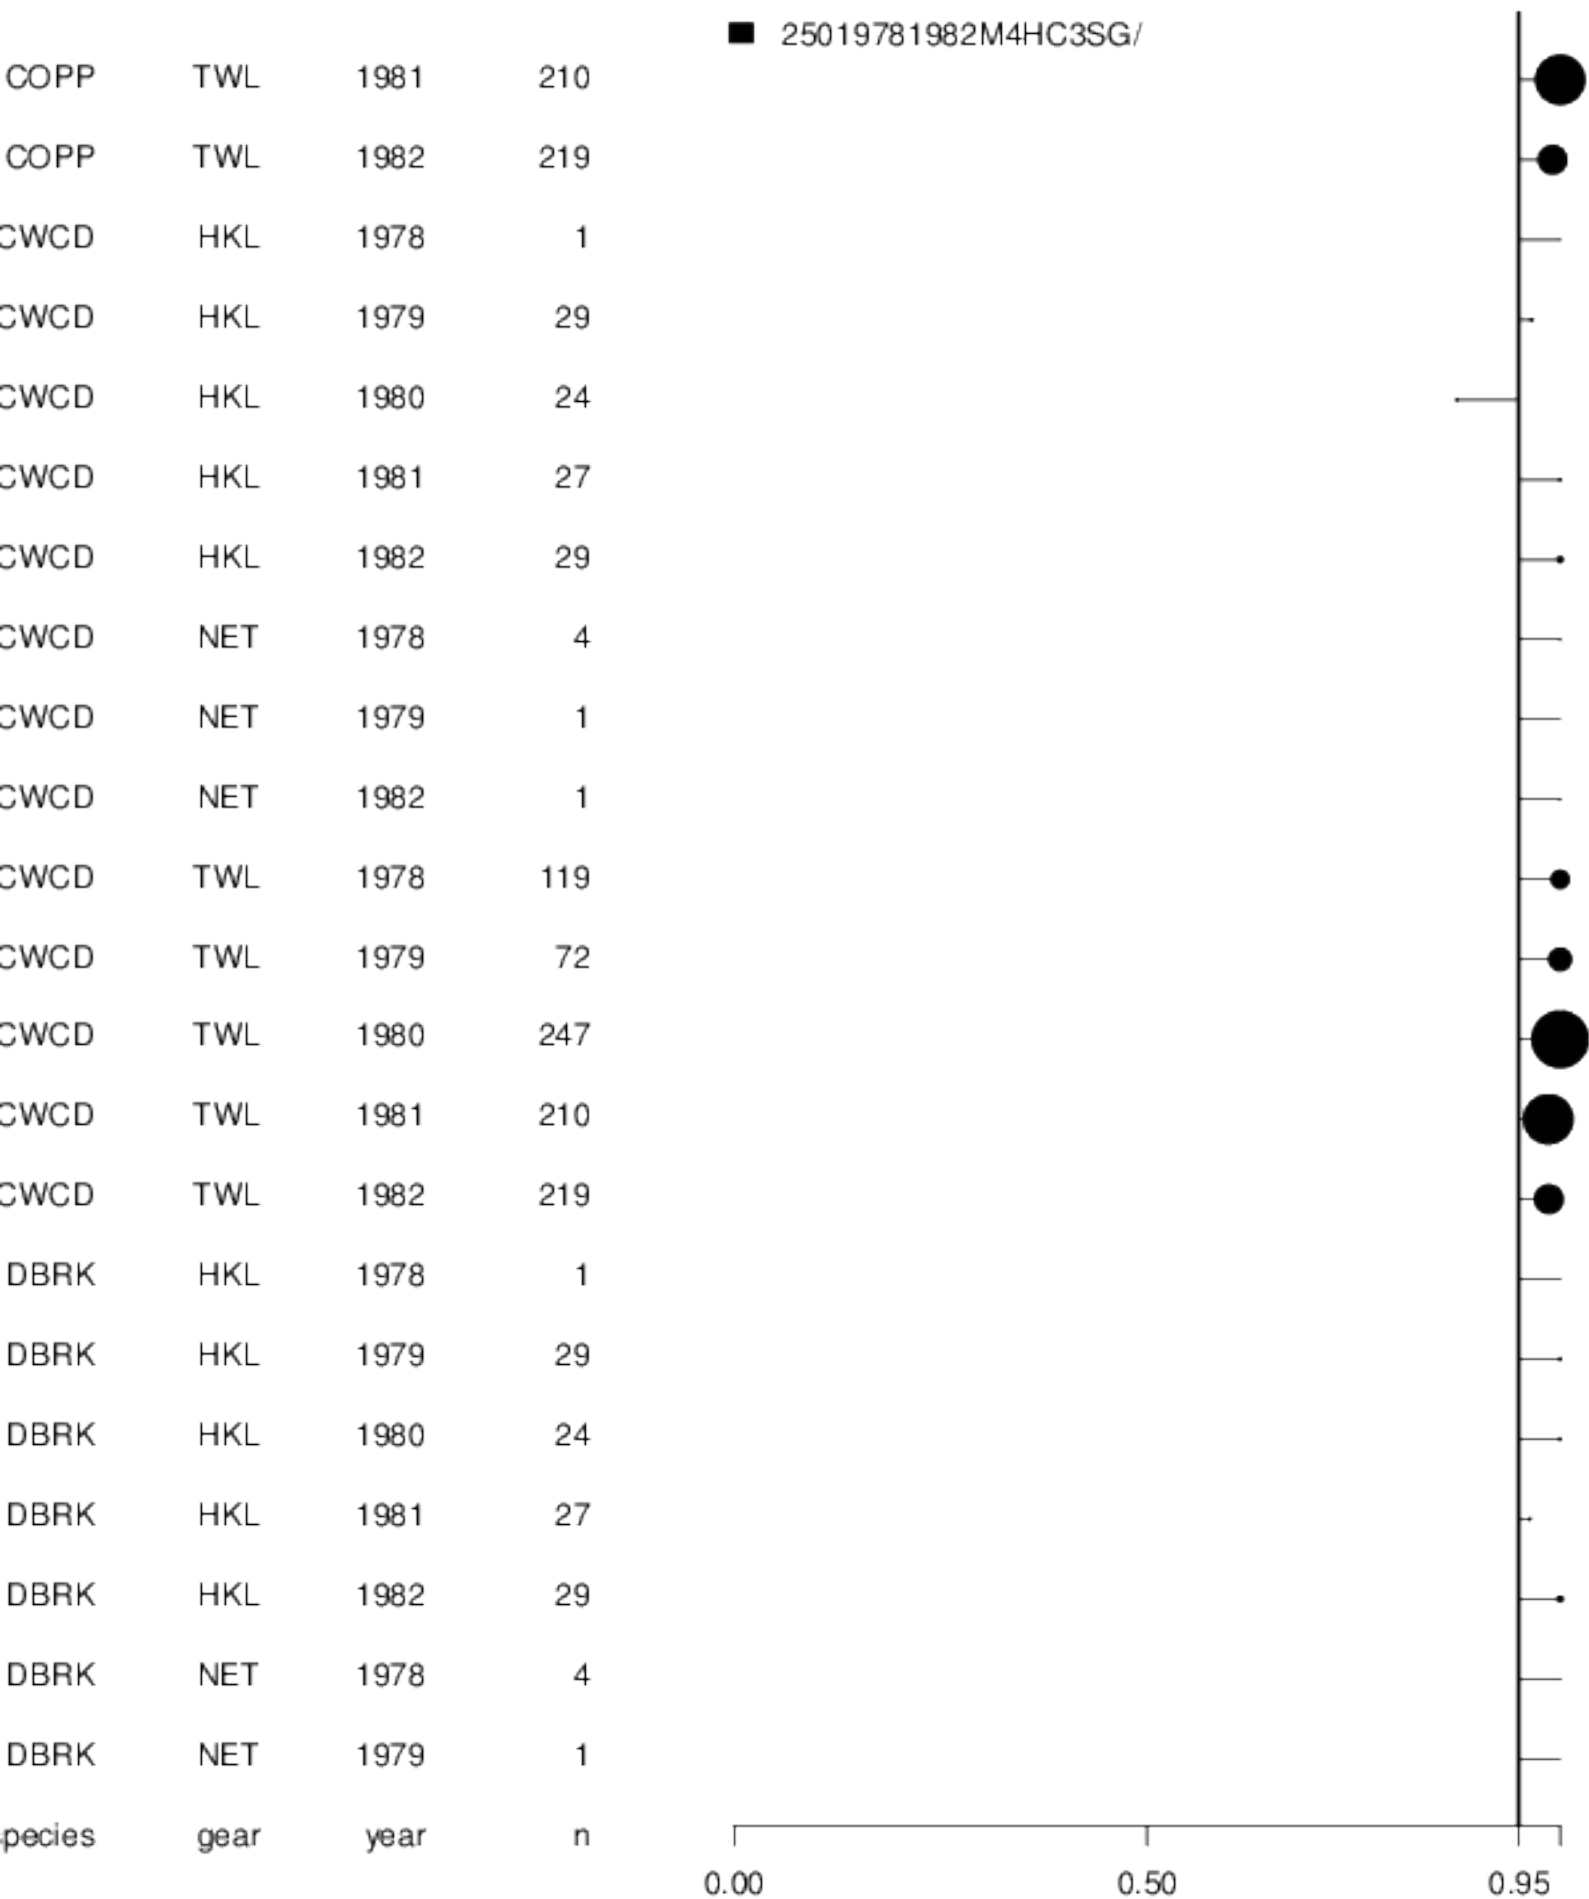 25019781982M4HC3SG/
COPP TWL 1981 210
COPP TWL 1982 219
CWCD HKL 1978 1
CWCD HKL 1979 29
CWCD HKL 1980 24
CWCD HKL 1981 27
CWCD HKL 1982 29
CWCD NET 1978 4
CWCD NET 1979 1
CWCD NET 1982 1
CWCD TWL 1978 119
CWCD TWL 1979 72
CWCD TWL 1980 247
CWCD TWL 1981 210
CWCD TWL 1982 219
DBRK HKL 1978 1
DBRK HKL 1979 29
DBRK HKL 1980 24
DBRK HKL 1981 27
DBRK HKL 1982 29
DBRK NET 1978 4
DBRK NET 1979 1
pecies gear year n
0.00 0.50 0.95